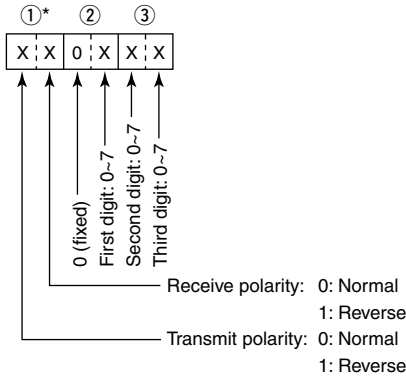 ①* ② ③
X X 0 X X X
0 (fixed)
First digit: 0~7
Second digit: 0~7
Third digit: 0~7
Receive polarity: 0: Normal
1: Reverse
Transmit polarity: 0: Normal
1: Reverse